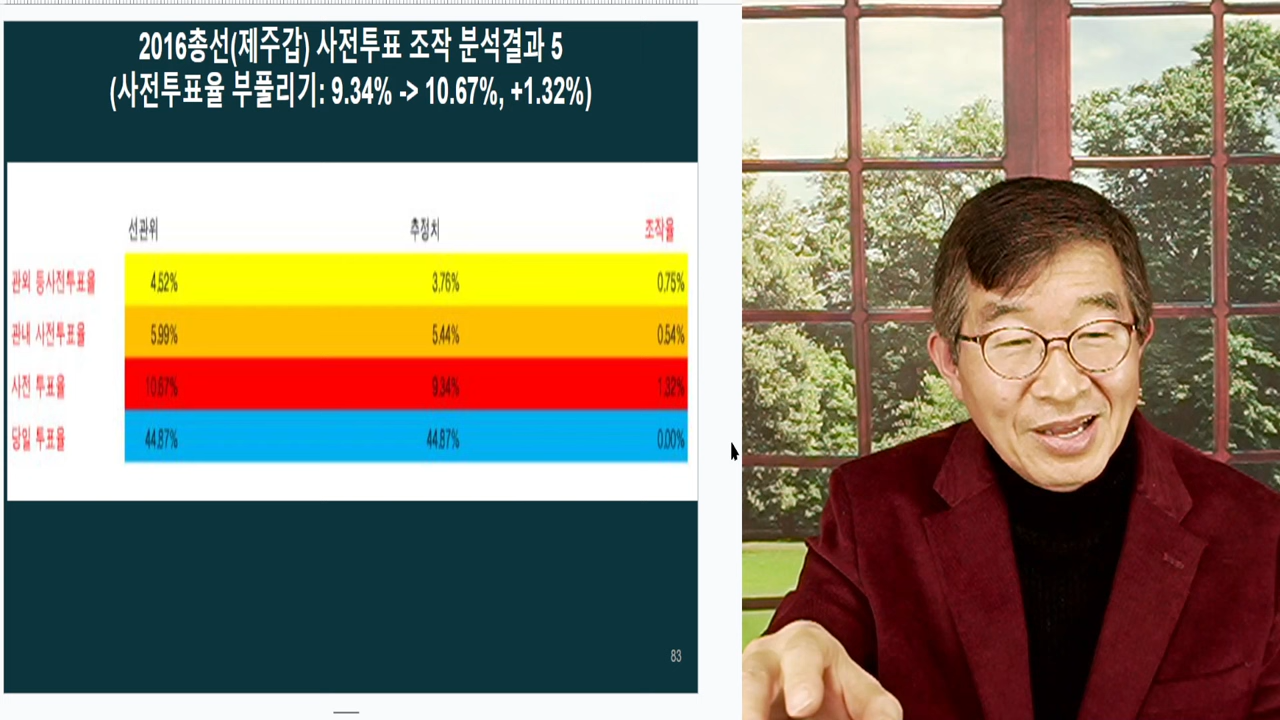 2016총선(제주갑) 사전투표 조작 분석결과 5
(사전투표율 부풀리기: 9.34% -> 10.67%, +1.32%)
선관위 추정치 조작율
관외 등사전투표율 4.52% 3.76% 0.75%
관내 사전투표율 5.99% 5.44% 0.54%
사전 투표율 10.67% 9.34% 1.32%
당일 투표율 44.87% 44.87% 0.00%
83